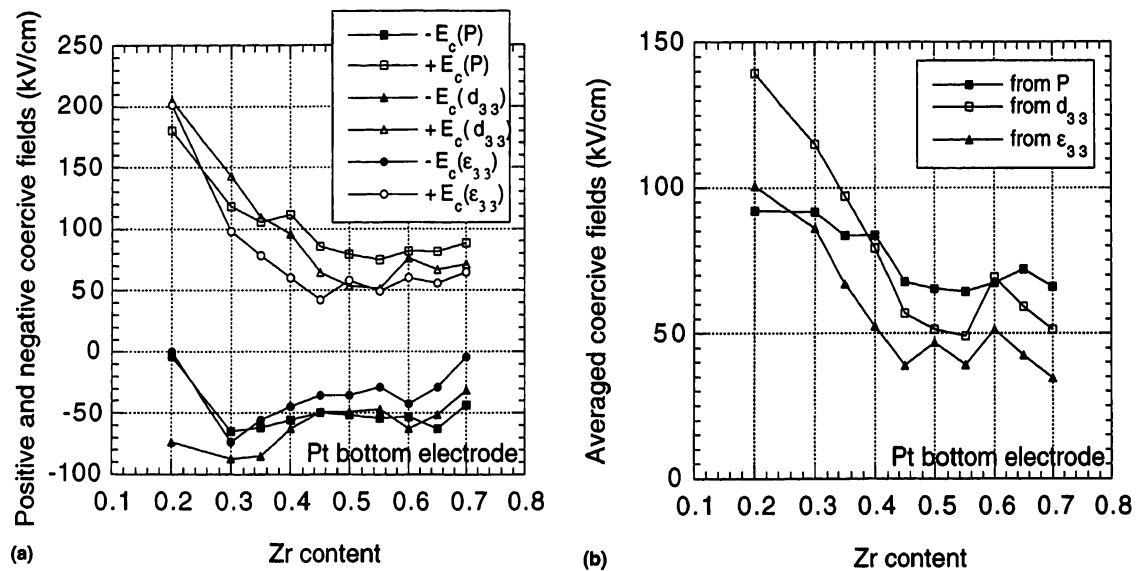 Positive and negative coercive fields (kV/cm)
250
200
150
100
50
0
-50
-100
0.1 0.2 0.3 0.4 0.5 0.6 0.7 0.8
- E_c(P)
+ E_c(P)
- E_c( d_33)
+ E_c( d_33)
- E_c(ε_33)
+ E_c(ε_33)
Pt bottom electrode
(a)
Zr content
Averaged coercive fields (kV/cm)
150
100
50
0
0.1 0.2 0.3 0.4 0.5 0.6 0.7 0.8
from P
from d_33
from ε_33
Pt bottom electrode
(b)
Zr content